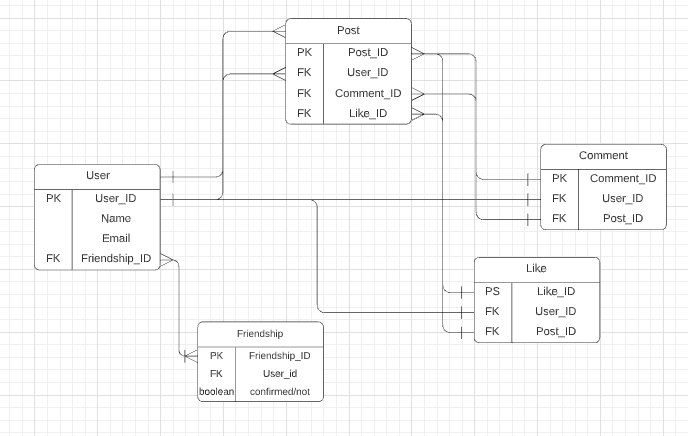 Post
PK Post_ID
FK User_ID
FK Comment_ID
FK Like_ID
User
PK User_ID
Name
Email
FK Friendship_ID
Comment
PK Comment_ID
FK User_ID
FK Post_ID
Like
PS Like_ID
FK User_ID
FK Post_ID
Friendship
PK Friendship_ID
FK User_id
boolean confirmed/not